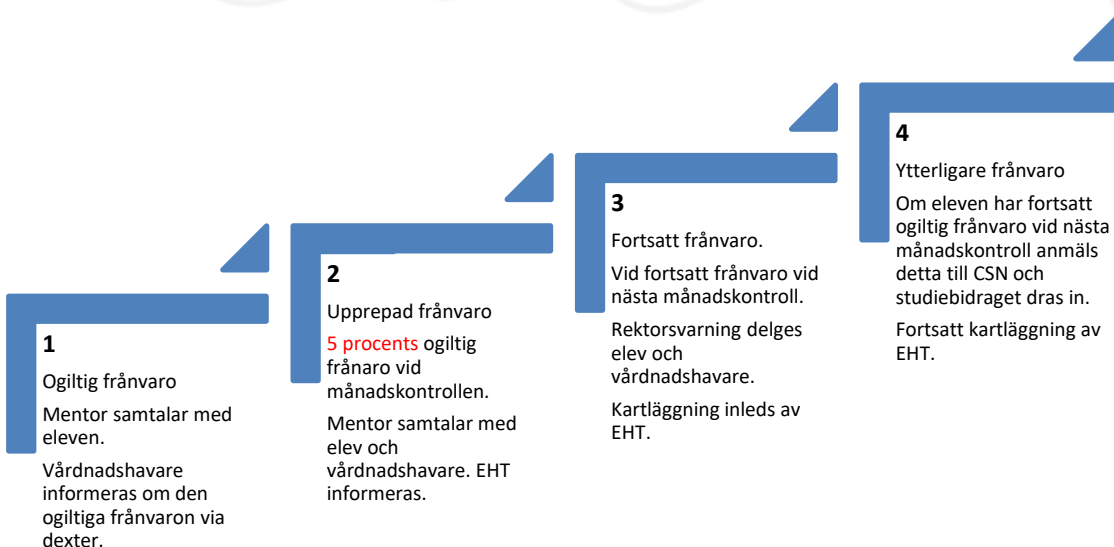 1
Ogiltig frånvaro
Mentor samtalar med
eleven.
Vårdnadshavare
informeras om den
ogiltiga frånvaron via
dexter.
2
Upprepad frånvaro
5 procents ogiltig
frånaro vid
månadskontrollen.
Mentor samtalar med
elev och
vårdnadshavare. EHT
informeras.
3
Fortsatt frånvaro.
Vid fortsatt frånvaro vid
nästa månadskontroll.
Rektorsvarning delges
elev och
vårdnadshavare.
Kartläggning inleds av
EHT.
4
Ytterligare frånvaro
Om eleven har fortsatt
ogiltig frånvaro vid nästa
månadskontroll anmäls
detta till CSN och
studiebidraget dras in.
Fortsatt kartläggning av
EHT.